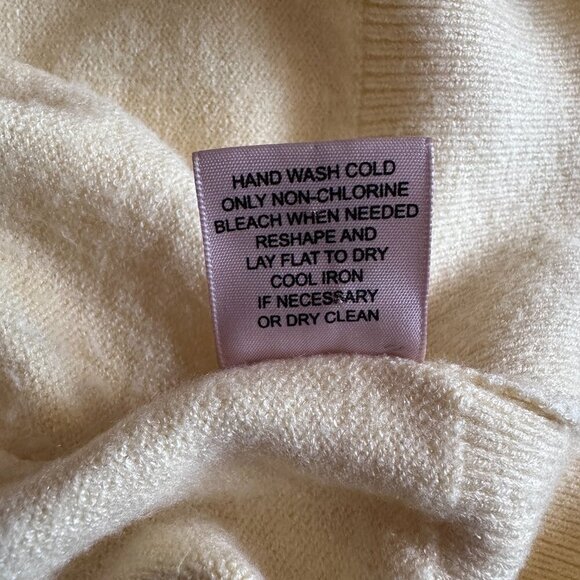 HAND WASH COLD
ONLY NON-CHLORINE
BLEACH WHEN NEEDED
RESHAPE AND
LAY FLAT TO DRY
COOL IRON
IF NECESSARY
OR DRY CLEAN